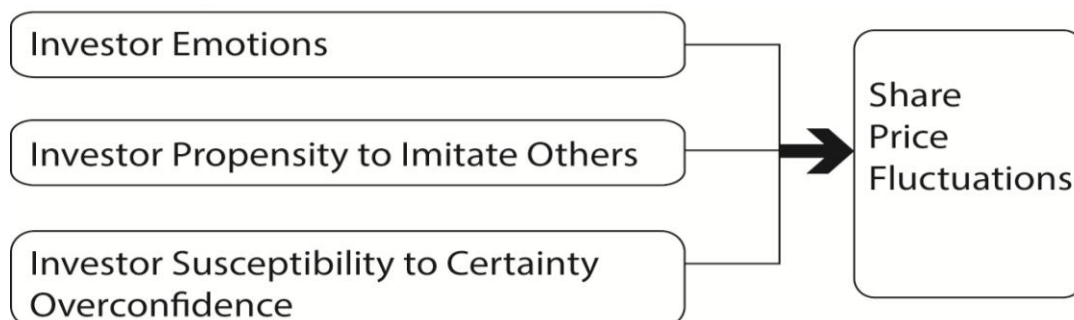 Investor Emotions
Investor Propensity to Imitate Others
Investor Susceptibility to Certainty
Overconfidence
Share
Price
Fluctuations